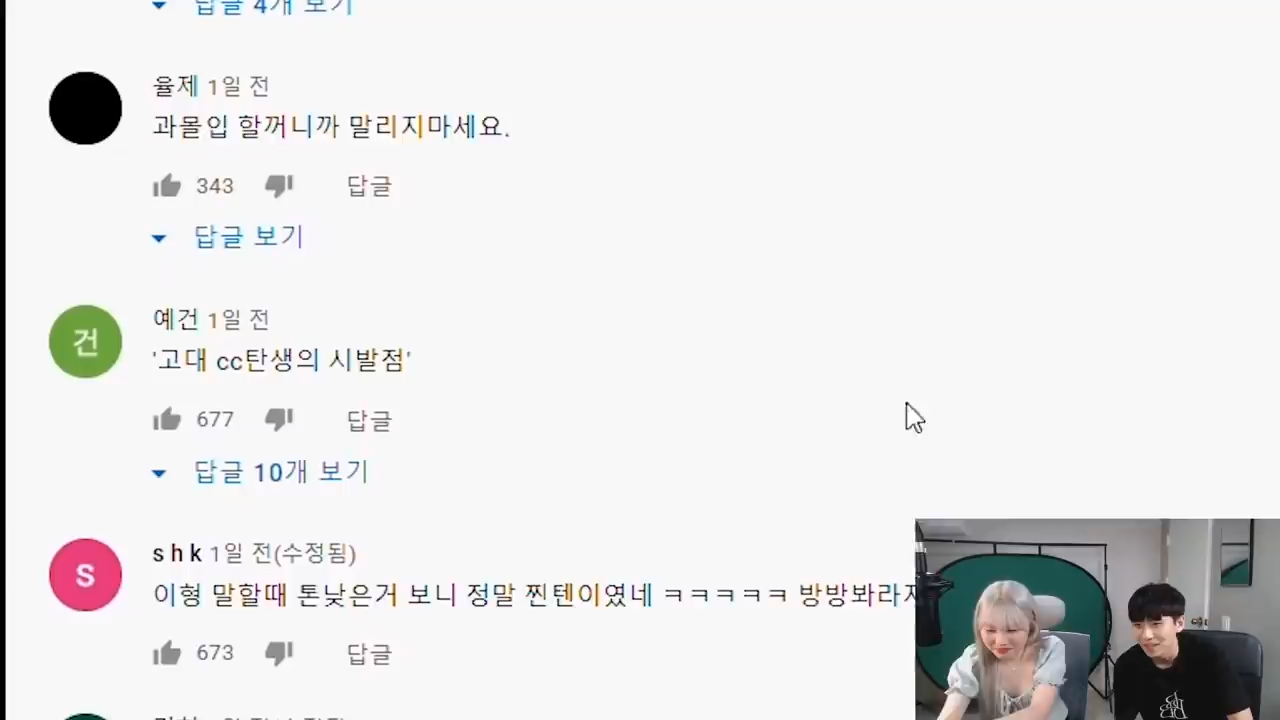 답글 4개 보기
율제 1일 전
과몰입 할꺼니까 말리지마세요.
343 답글
답글 보기
건
예건 1일 전
'고대 cc탄생의 시발점'
677 답글
답글 10개 보기
S
s h k 1일 전(수정됨)
이형 말할때 톤낮은거 보니 정말 찐텐이였네 ㅋㅋㅋㅋㅋ 방방봐라
673 답글